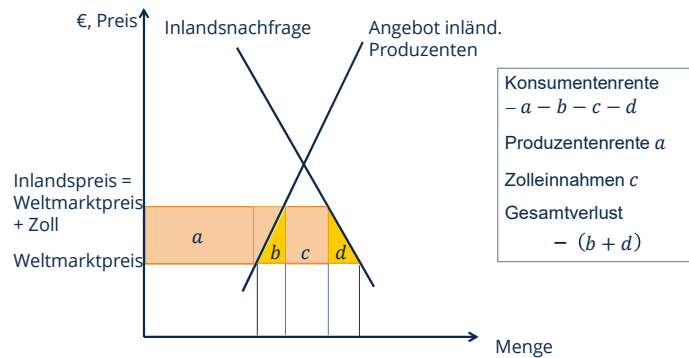 €, Preis
Inlandsnachfrage
Angebot inländ.
Produzenten
Konsumentenrente
– a – b – c – d
Produzentenrente a
Zolleinnahmen c
Gesamtverlust
– (b + d)
Inlandspreis =
Weltmarktpreis
+ Zoll
a
b
c
d
Weltmarktpreis
Menge